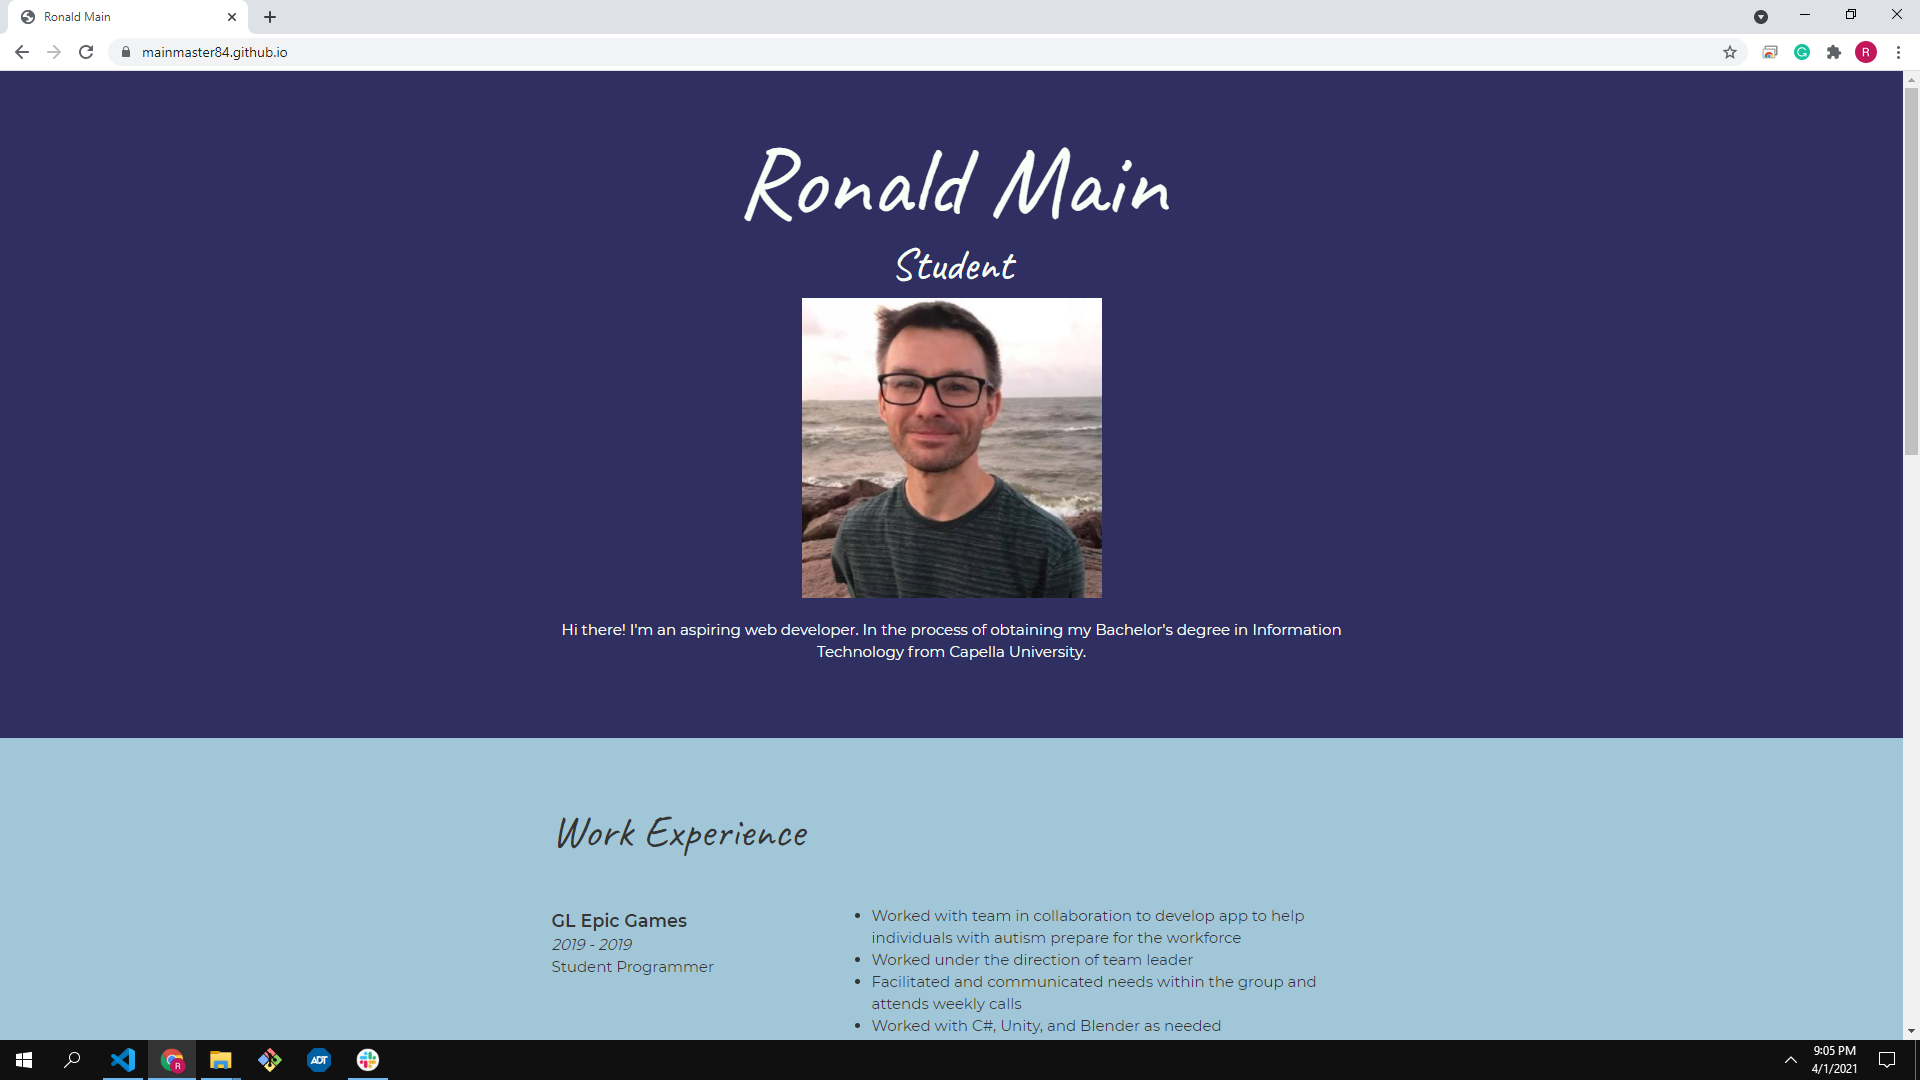 Ronald Main
mainmaster84.github.io
R
Ronald Main
Student
Hi there! I'm an aspiring web developer. In the process of obtaining my Bachelor's degree in Information
Technology from Capella University.
Work Experience
GL Epic Games
2019 - 2019
Student Programmer
• Worked with team in collaboration to develop app to help
individuals with autism prepare for the workforce
• Worked under the direction of team leader
• Facilitated and communicated needs within the group and
attends weekly calls
• Worked with C#, Unity, and Blender as needed
R
ADT
9:05 PM
4/1/2021